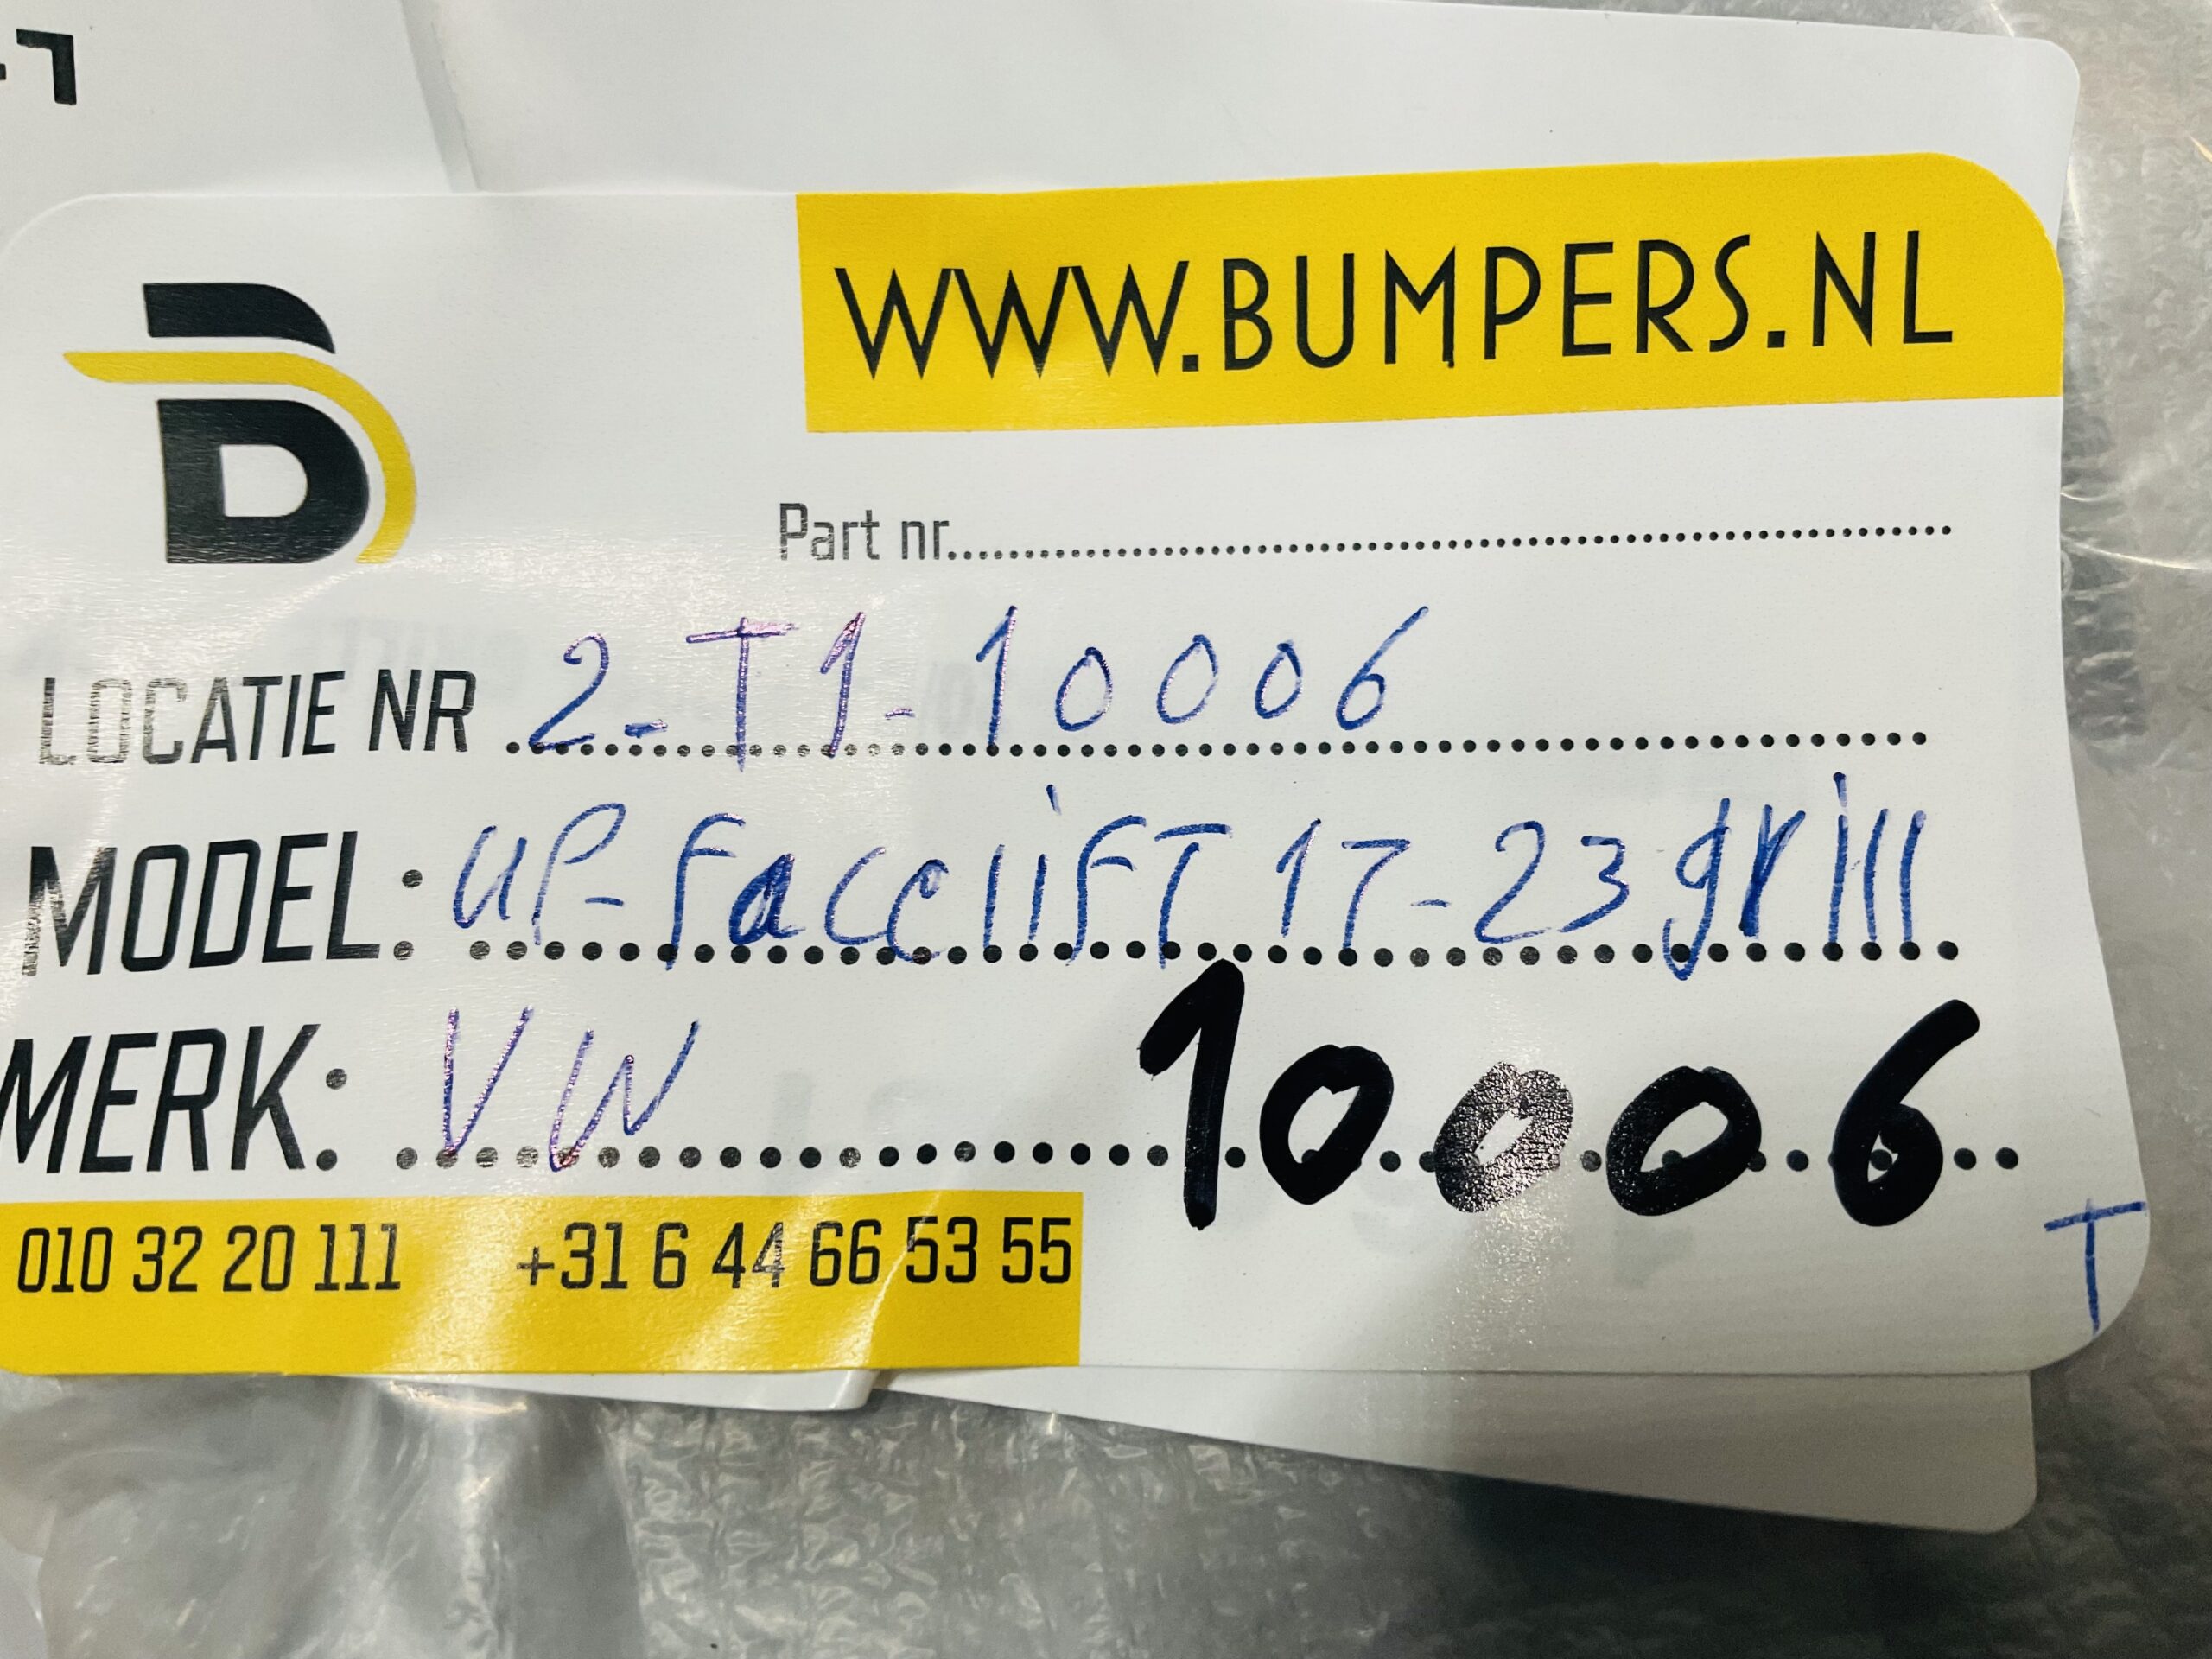 WWW.BUMPERS.NL
Part nr.............................................
LOCATIE NR 2-T1-10006
MODEL: UP-FaceliFT 17-23 grill
MERK: VW 10006
010 32 20 111 +31 6 44 66 53 55
T